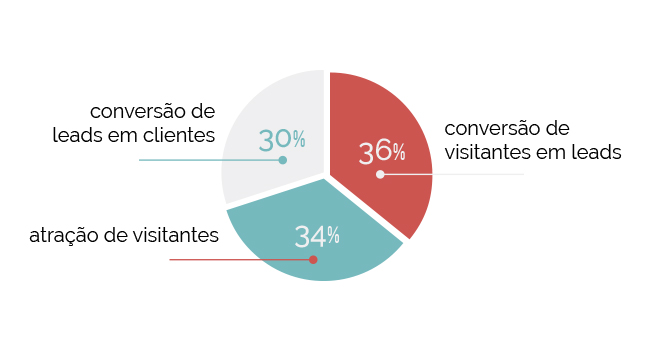 conversão de
leads em clientes
30%
36%
conversão de
visitantes em leads
atração de visitantes
34%